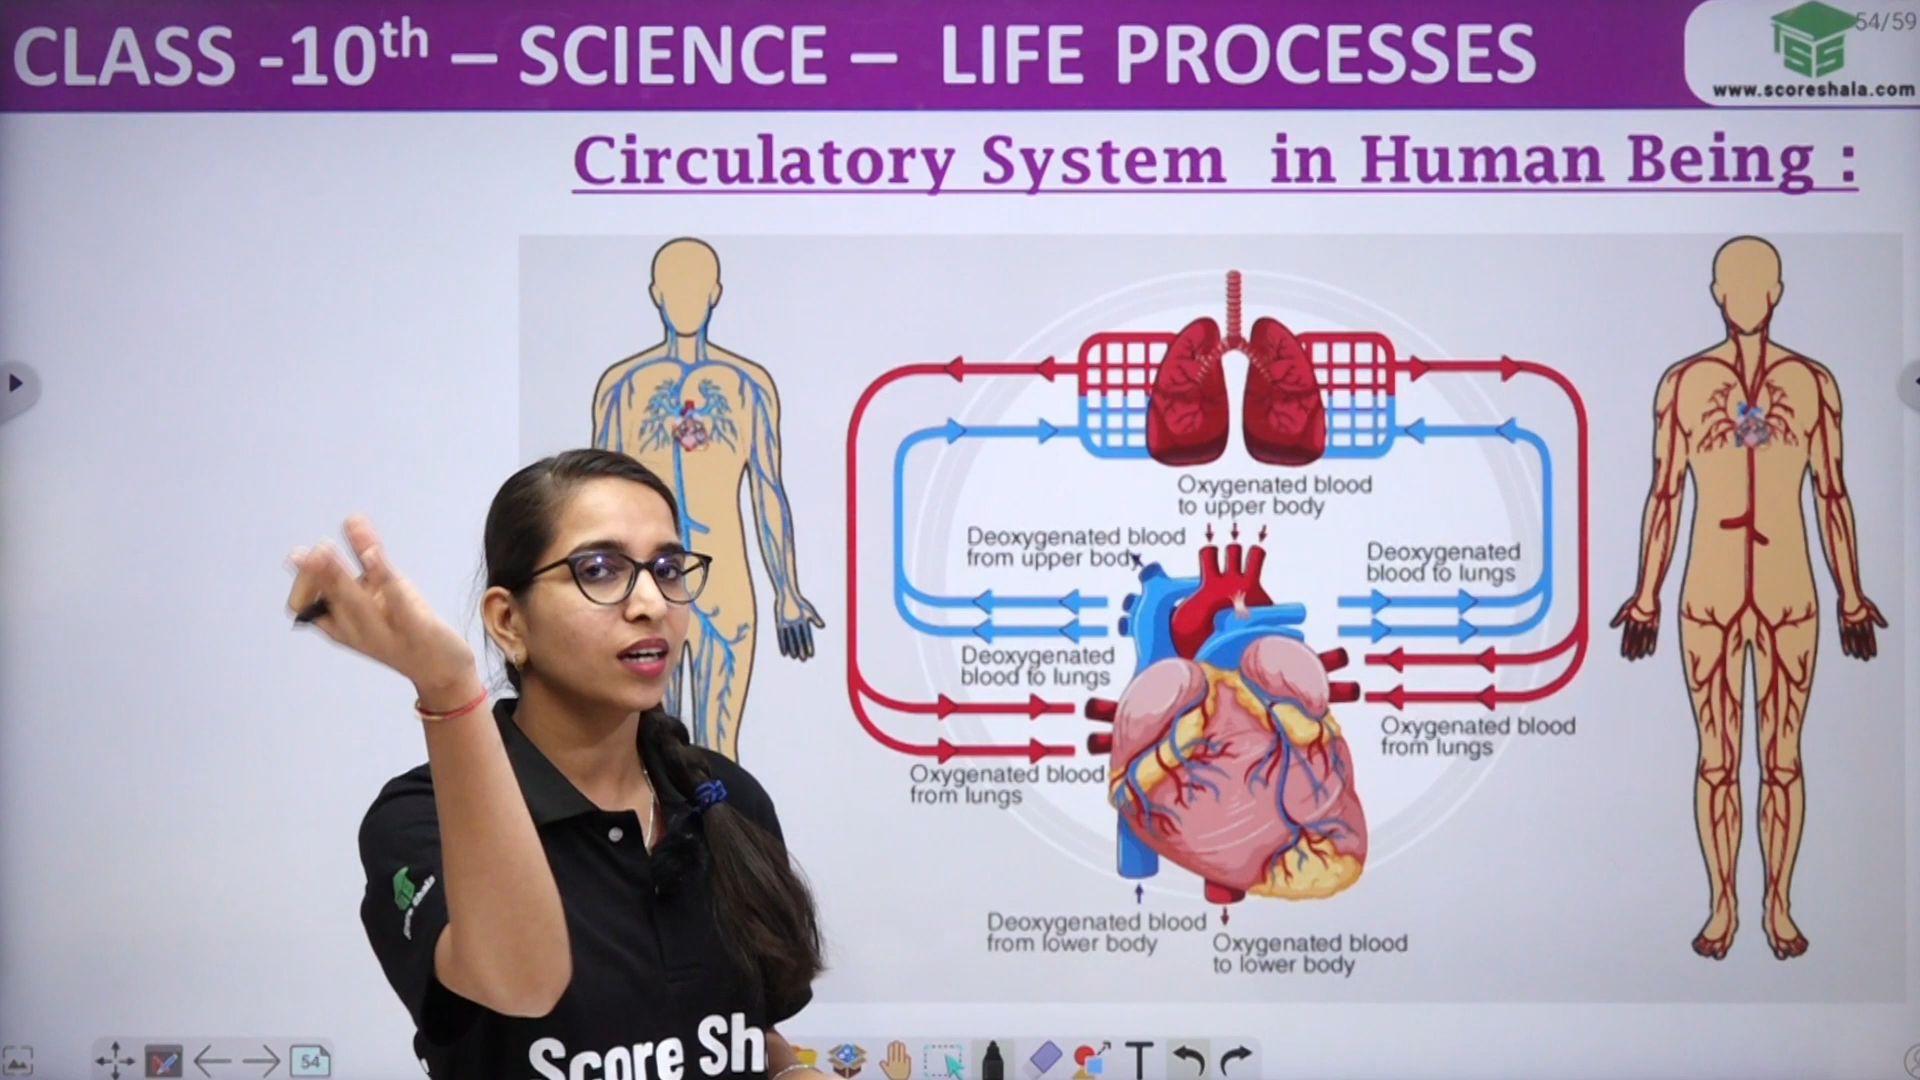 CLASS -10th – SCIENCE – LIFE PROCESSES
54/59
www.scoreshala.com
Circulatory System in Human Being :
Oxygenated blood
to upper body
Deoxygenated blood
from upper body
Deoxygenated
blood to lungs
Deoxygenated
blood to lungs
Oxygenated blood
from lungs
Oxygenated blood
from lungs
Deoxygenated blood
from lower body
Oxygenated blood
to lower body
Score Sh
54
T